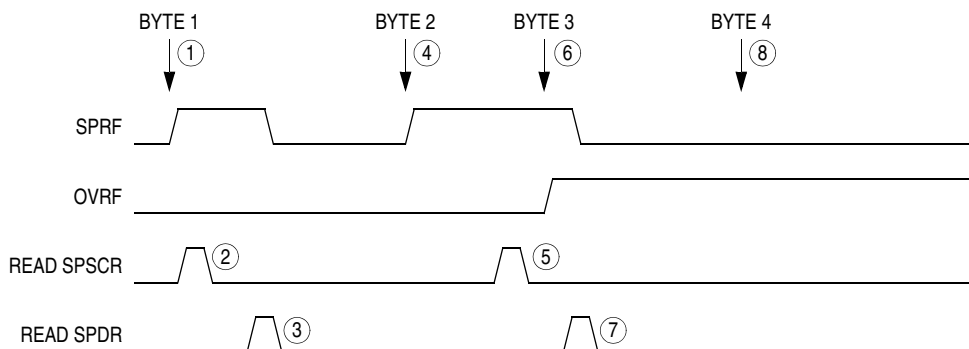 BYTE 1 BYTE 2 BYTE 3 BYTE 4
1 4 6 8
SPRF
OVRF
READ SPSCR 2 5
READ SPDR 3 7